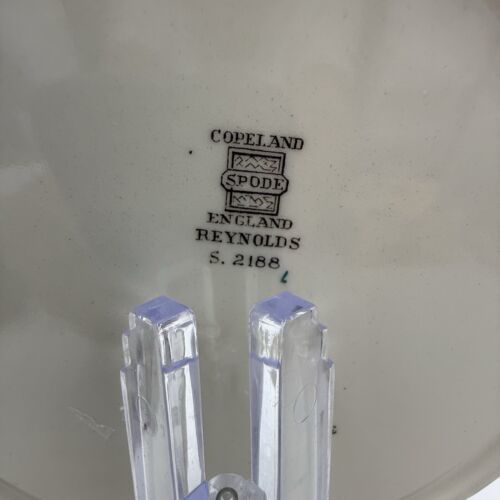 COPELAND
SPODE
ENGLAND
REYNOLDS
S. 2188